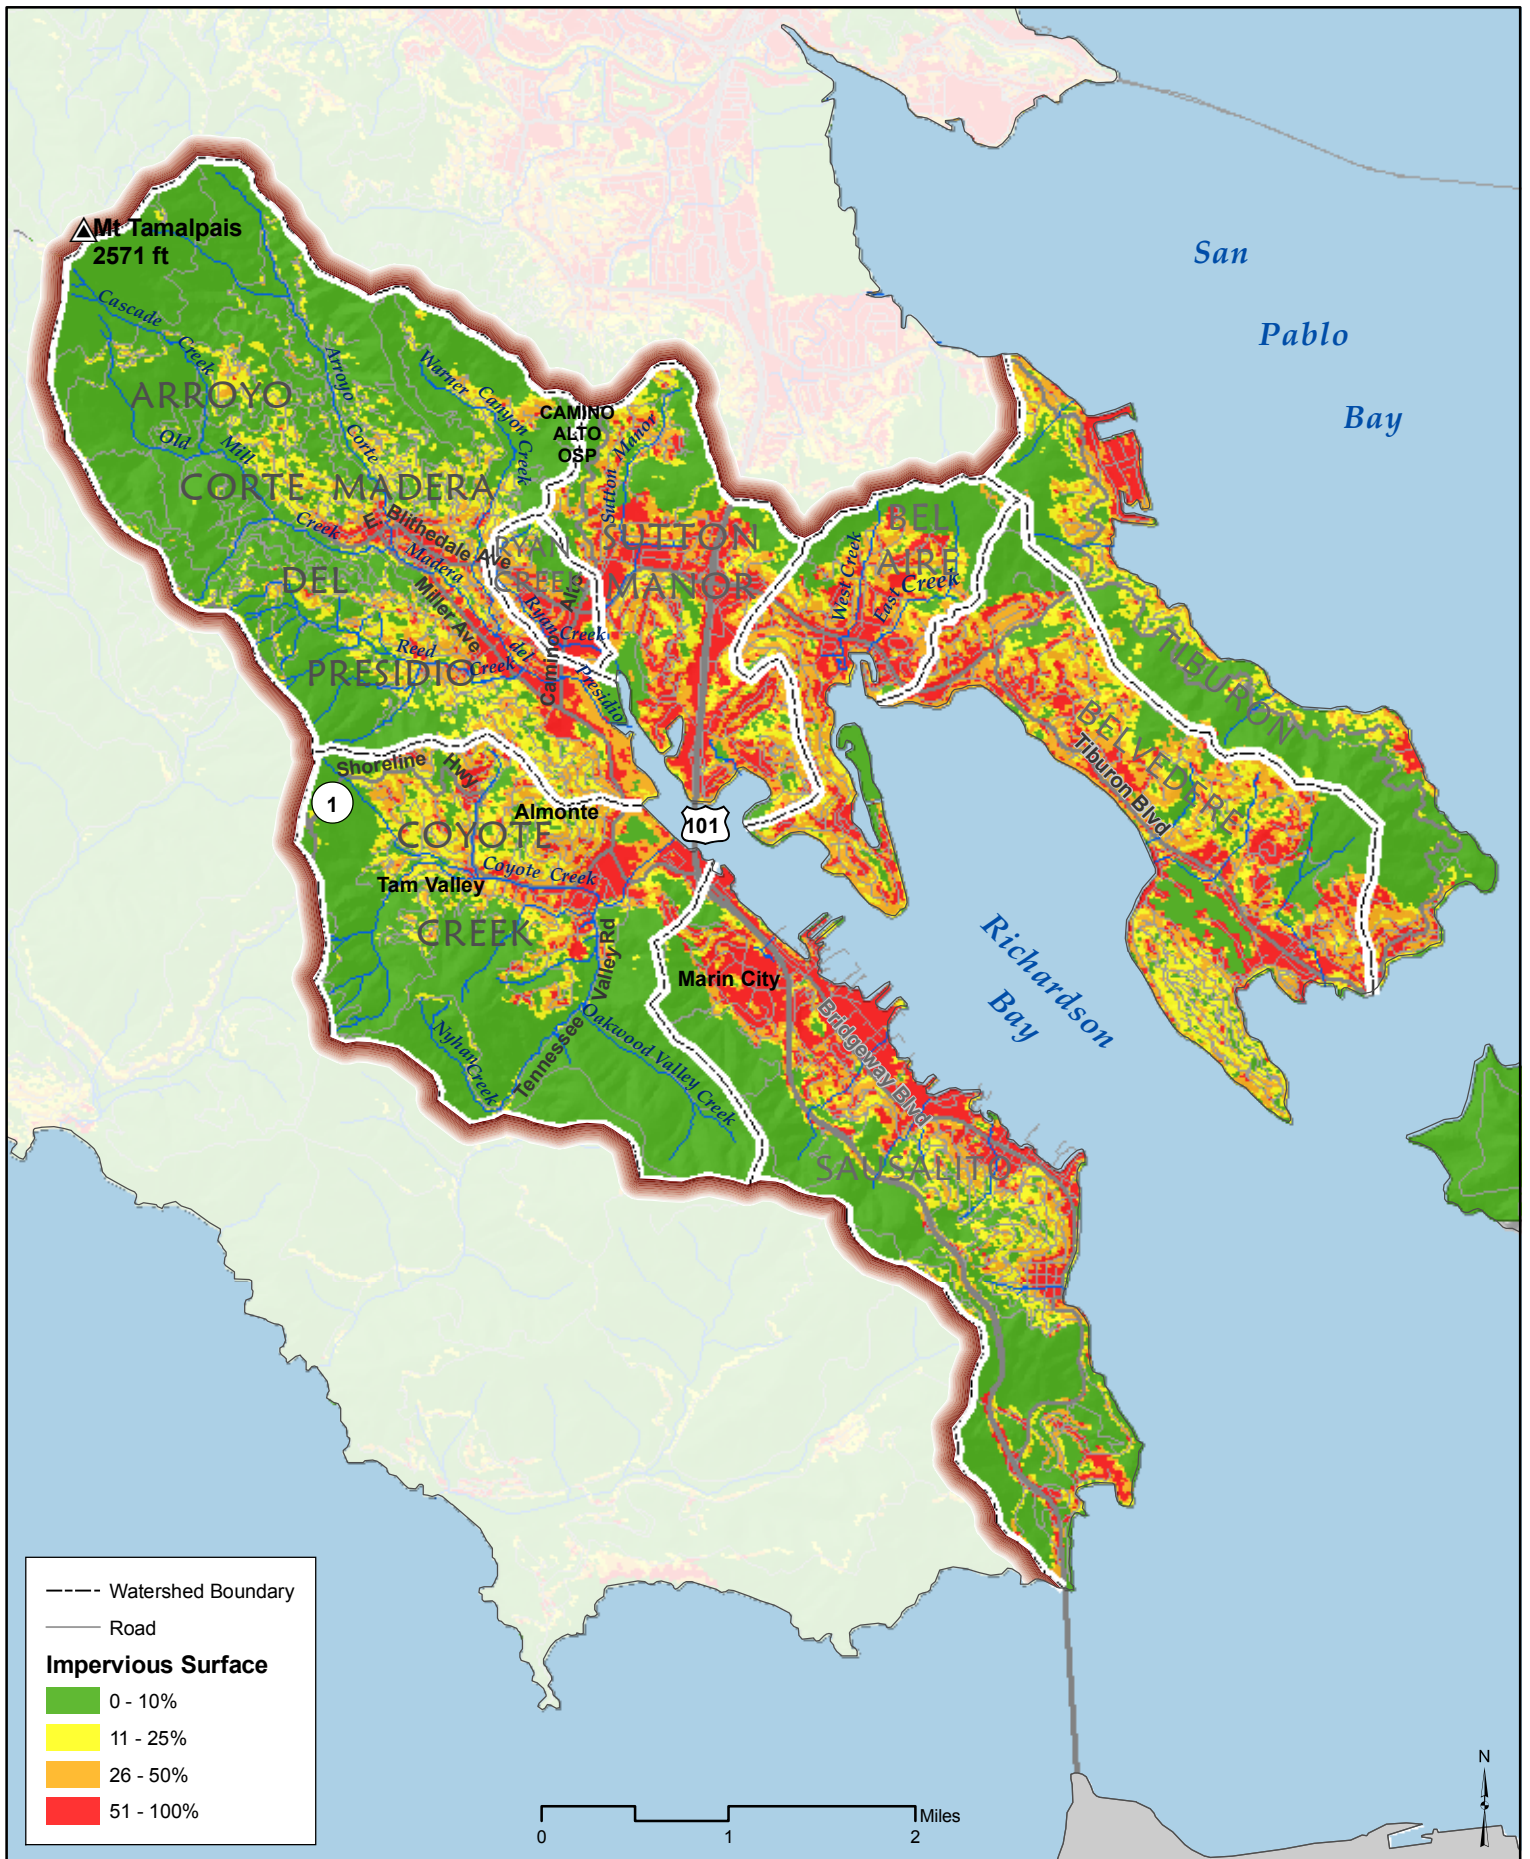 San
Pablo
Bay
Mt Tamalpais
2571 ft
Cascade
Creek
Arroyo
Corte
Madera
del
Presidio
Warner Canyon Creek
Old Mill
Creek
ARROYO
CORTE MADERA
DEL
PRESIDIO
CAMINO
ALTO
OSP
Sutton Manor
SUTTON
MANOR
E Blithedale Ave
RYAN
CREEK
Ryan Creek
Camino Alto
Miller Ave
Reed Creek
BEL
AIRE
West Creek
East Creek
TIBURON
BELVEDERE
Tiburon Blvd
Shoreline Hwy
1
Almonte
101
COYOTE
Coyote Creek
Tam Valley
CREEK
Tennessee Valley Rd
Nyhan Creek
Oakwood Valley Creek
Marin City
Bridgeway Blvd
Richardson
Bay
SAUSALITO
Watershed Boundary
Road
Impervious Surface
0 - 10%
11 - 25%
26 - 50%
51 - 100%
Miles
0 1 2
N